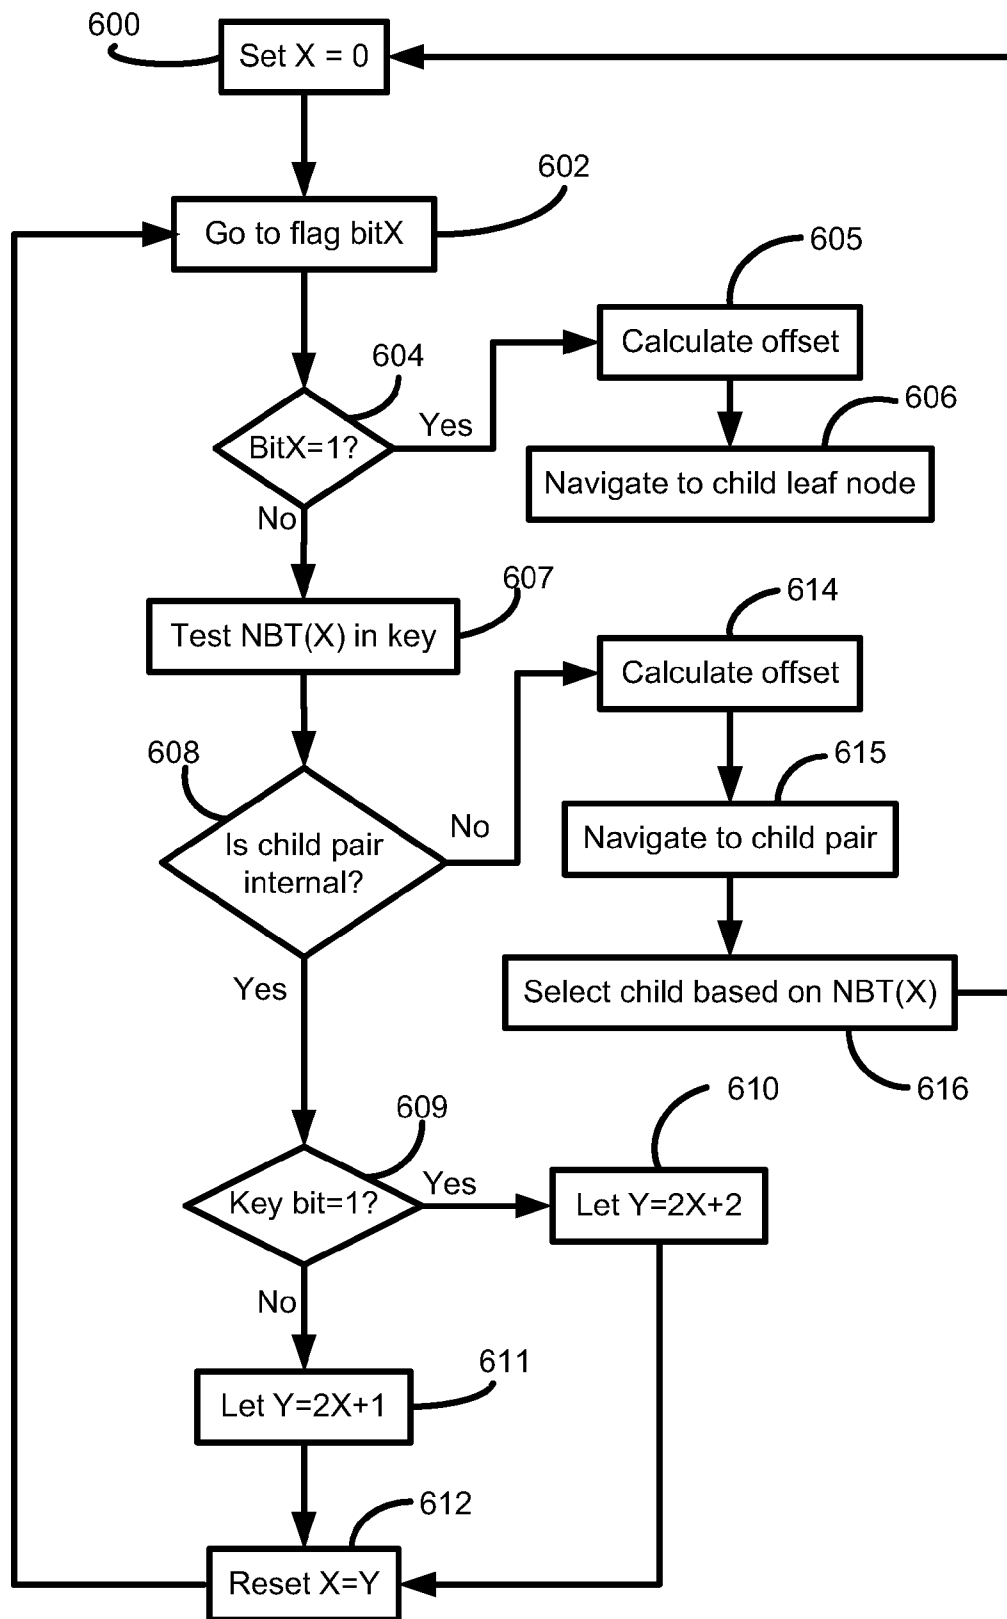 600
Set X = 0
602
Go to flag bitX
605
Calculate offset
604
BitX=1?
Yes
606
Navigate to child leaf node
No
607
Test NBT(X) in key
614
Calculate offset
608
Is child pair
internal?
No
615
Navigate to child pair
Yes
Select child based on NBT(X)
616
609
Key bit=1?
Yes
610
Let Y=2X+2
No
611
Let Y=2X+1
612
Reset X=Y